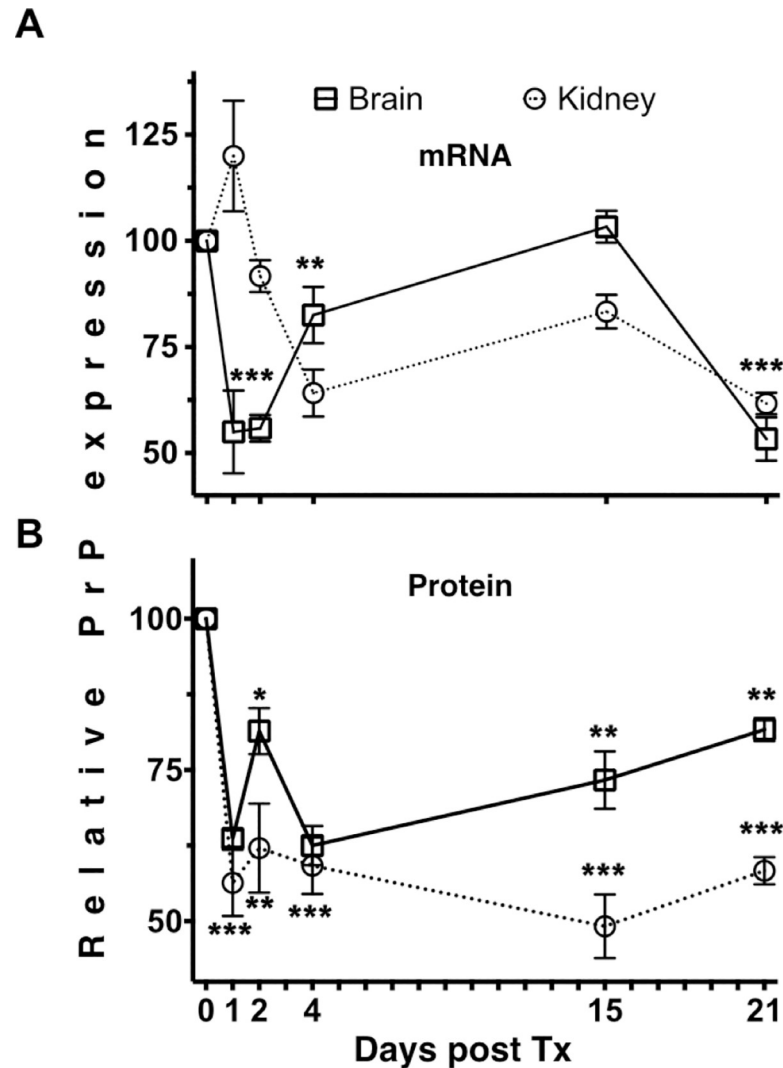 A
Brain
Kidney
mRNA
expression
125
100
75
50
**
***
***
B
Protein
Relative PrP
100
75
50
*
**
**
***
**
***
***
***
0 1 2 4 15 21
Days post Tx